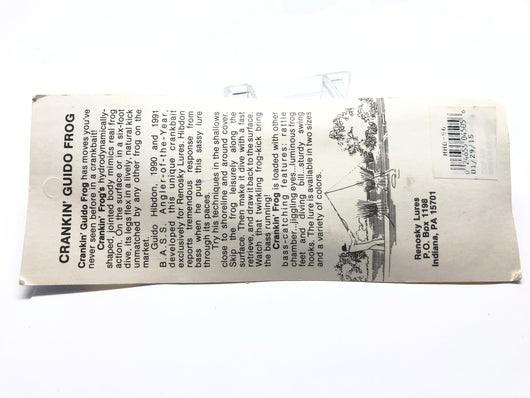 CRANKIN' GUIDO FROG
Crankin' Guido Frog has moves you've
never seen before in a crankbait!
Crankin' Frog's hydrodynamically-
shaped, jointed body mimics real frog
action. On the surface or in a six-foot
dive, its legs flex in a lively, natural kick
unmatched by any other frog on the
market.
Guido Hibdon, 1990 and 1991
B.A.S.S. Angler-of-the-Year,
developed this unique crankbait
exclusively for Renosky Lures. Hibdon
reports tremendous response from
bass when he puts this sassy lure
through its paces.
Try his techniques in the shallows
close to shoreline and around cover.
Skip the frog leisurely along the
surface. Then make it dive with a fast
retrieve, and draw it back to the surface.
Watch that twinkling frog-kick bring
the bass running!
Crankin' Frog is loaded with other
bass-catching features: rattle
chamber...jiggling eyes...luminous frog
feet and diving bill...sturdy swing
hooks. The lure is available in two sizes
and a variety of colors.
Renosky Lures
P.O. Box 1198
Indiana, PA 15701
01/29/15